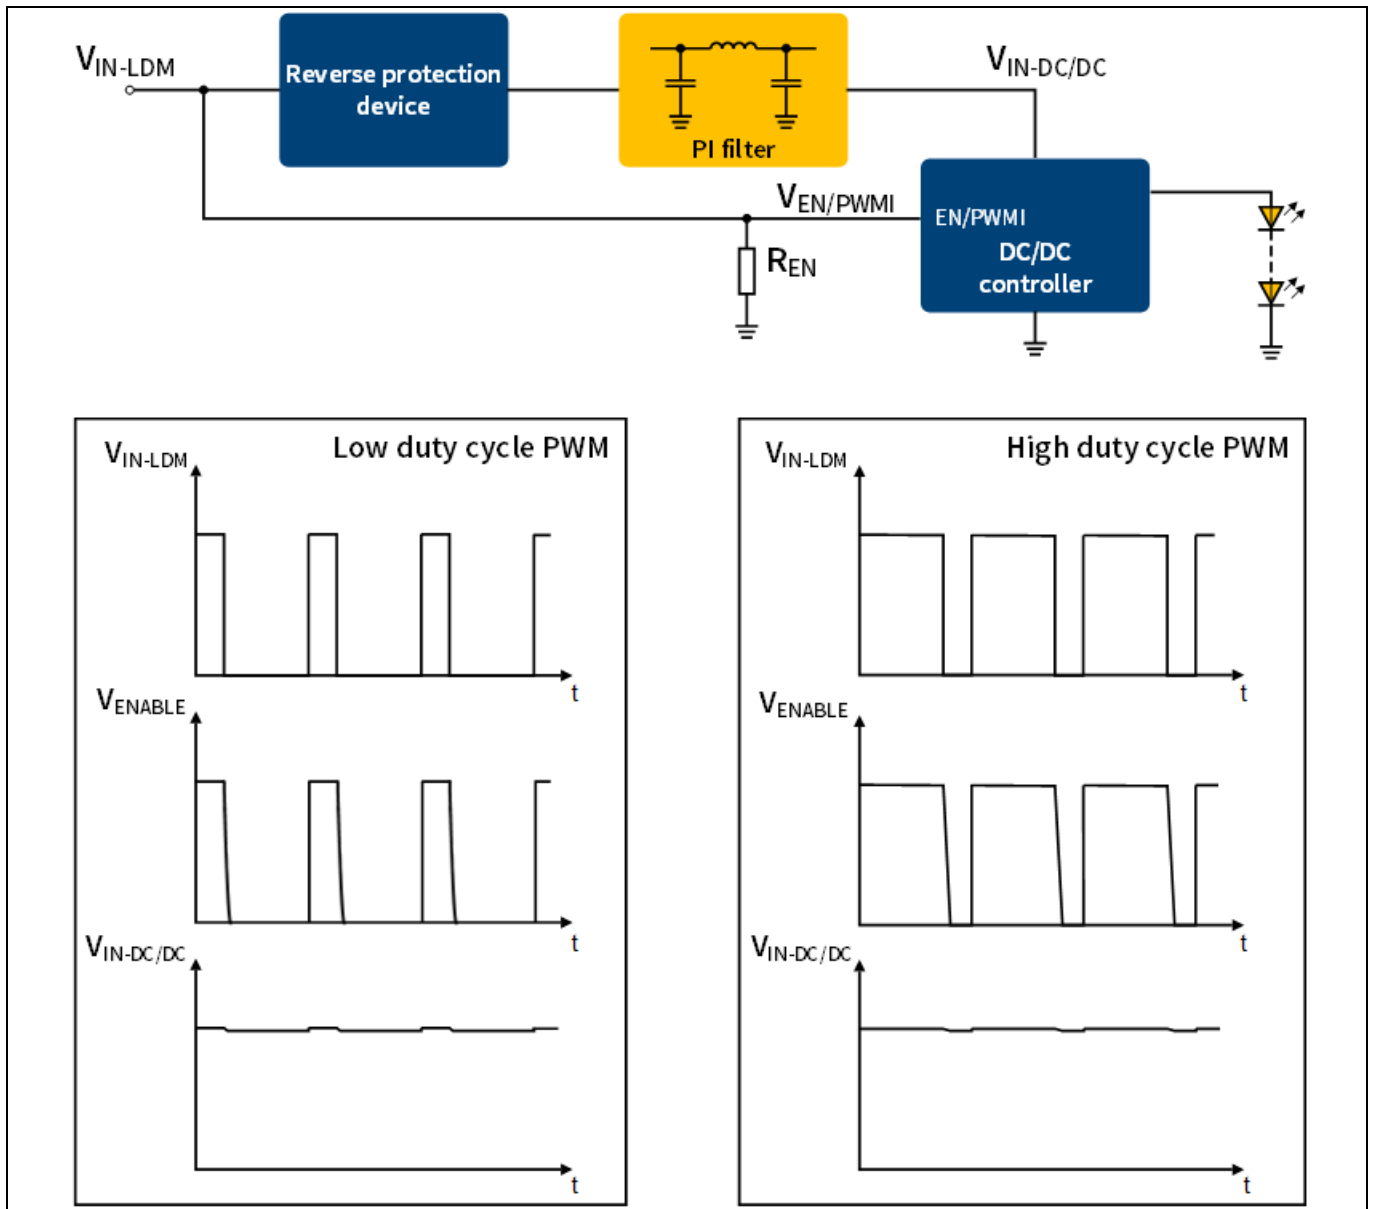 VIN-LDM
Reverse protection
device
PI filter
VIN-DC/DC
VEN/PWMI
REN
EN/PWMI
DC/DC
controller
Low duty cycle PWM
VIN-LDM
t
VENABLE
t
VIN-DC/DC
t
High duty cycle PWM
VIN-LDM
t
VENABLE
t
VIN-DC/DC
t